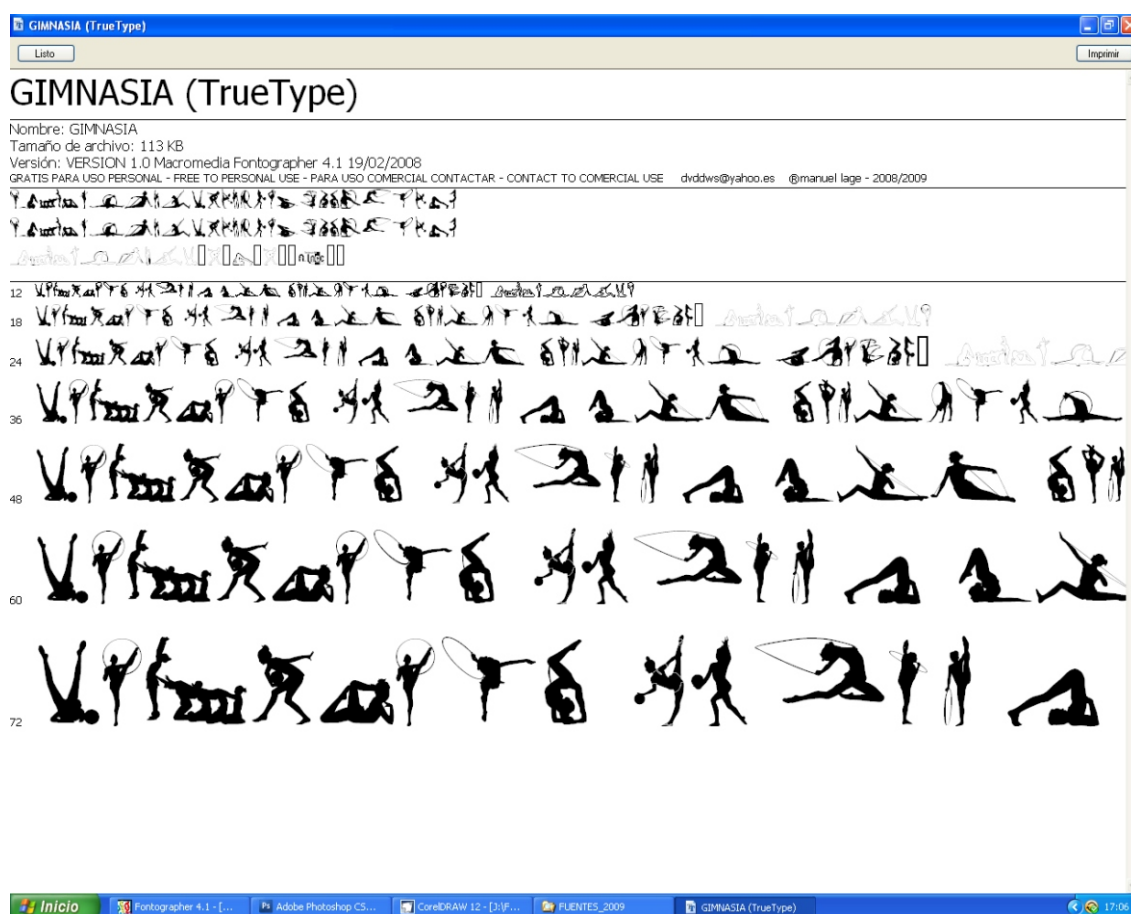 GIMNASIA (TrueType)
Listo
Imprimir
GIMNASIA (TrueType)
Nombre: GIMNASIA
Tamaño de archivo: 113 KB
Versión: VERSION 1.0 Macromedia Fontographer 4.1 19/02/2008
GRATIS PARA USO PERSONAL - FREE TO PERSONAL USE - PARA USO COMERCIAL CONTACTAR - CONTACT TO COMERCIAL USE dvddws@yahoo.es ®manuel lage - 2008/2009
12
18
24
36
48
60
72
Inicio
Fontographer 4.1 - [...
Adobe Photoshop CS...
CorelDRAW 12 - [J:\F...
FUENTES_2009
GIMNASIA (TrueType)
17:06